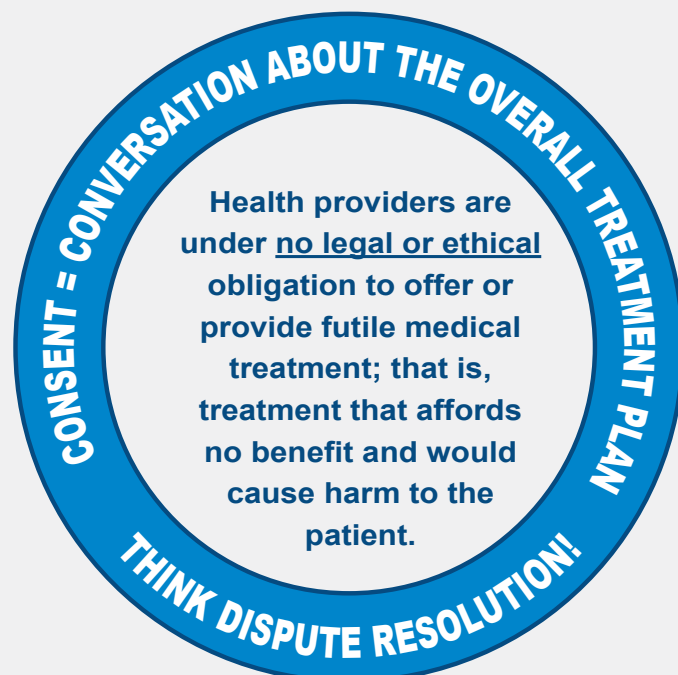 CONSENT = CONVERSATION ABOUT THE OVERALL TREATMENT PLAN
Health providers are
under no legal or ethical
obligation to offer or
provide futile medical
treatment; that is,
treatment that affords
no benefit and would
cause harm to the
patient.
THINK DISPUTE RESOLUTION!